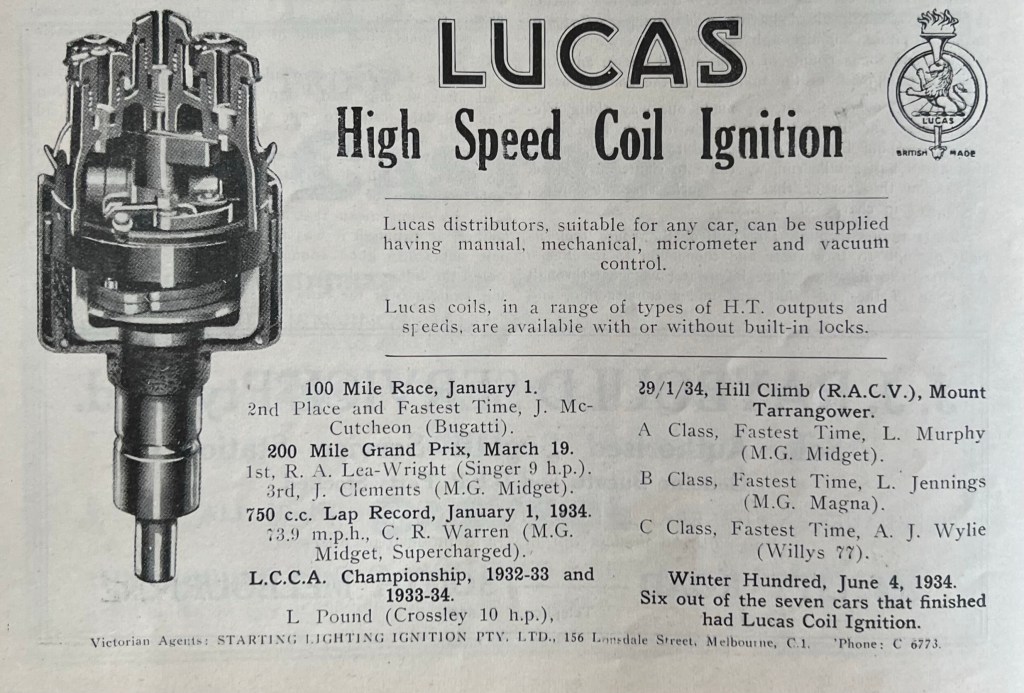 LUCAS
High Speed Coil Ignition
LUCAS
BRITISH MADE
Lucas distributors, suitable for any car, can be supplied
having manual, mechanical, micrometer and vacuum
control.
Lucas coils, in a range of types of H.T. outputs and
speeds, are available with or without built-in locks.
100 Mile Race, January 1.
2nd Place and Fastest Time, J. Mc-
Cutcheon (Bugatti).
200 Mile Grand Prix, March 19.
1st, R. A. Lea-Wright (Singer 9 h.p.).
3rd, J. Clements (M.G. Midget).
750 c.c. Lap Record, January 1, 1934.
73.9 m.p.h., C. R. Warren (M.G.
Midget, Supercharged).
L.C.C.A. Championship, 1932-33 and
1933-34.
L Pound (Crossley 10 h.p.),
29/1/34, Hill Climb (R.A.C.V.), Mount
Tarrangower.
A Class, Fastest Time, L. Murphy
(M.G. Midget).
B Class, Fastest Time, L. Jennings
(M.G. Magna).
C Class, Fastest Time, A. J. Wylie
(Willys 77).
Winter Hundred, June 4, 1934.
Six out of the seven cars that finished
had Lucas Coil Ignition.
Victorian Agents: STARTING LIGHTING IGNITION PTY. LTD., 156 Lonsdale Street, Melbourne, C.1. 'Phone: C 6773.